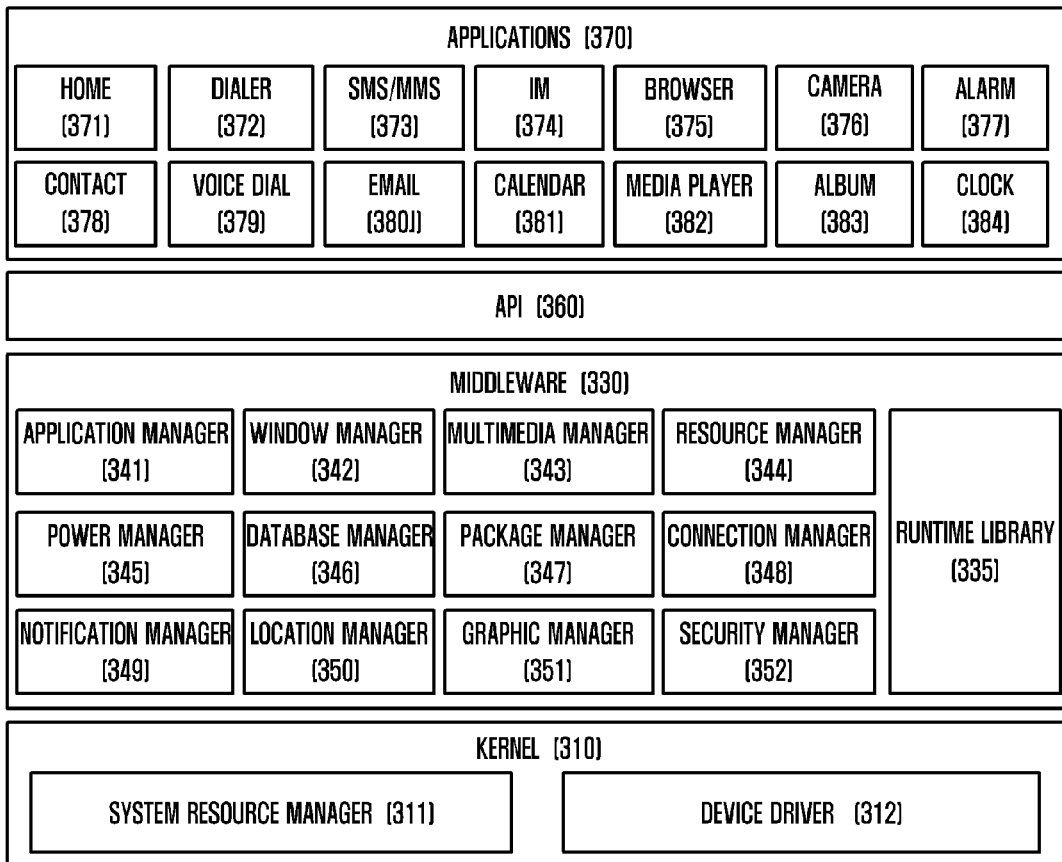 APPLICATIONS (370)
HOME
(371)
DIALER
(372)
SMS/MMS
(373)
IM
(374)
BROWSER
(375)
CAMERA
(376)
ALARM
(377)
CONTACT
(378)
VOICE DIAL
(379)
EMAIL
(380])
CALENDAR
(381)
MEDIA PLAYER
(382)
ALBUM
(383)
CLOCK
(384)
API (360)
MIDDLEWARE (330)
APPLICATION MANAGER
(341)
WINDOW MANAGER
(342)
MULTIMEDIA MANAGER
(343)
RESOURCE MANAGER
(344)
POWER MANAGER
(345)
DATABASE MANAGER
(346)
PACKAGE MANAGER
(347)
CONNECTION MANAGER
(348)
RUNTIME LIBRARY
(335)
NOTIFICATION MANAGER
(349)
LOCATION MANAGER
(350)
GRAPHIC MANAGER
(351)
SECURITY MANAGER
(352)
KERNEL (310)
SYSTEM RESOURCE MANAGER (311)
DEVICE DRIVER (312)